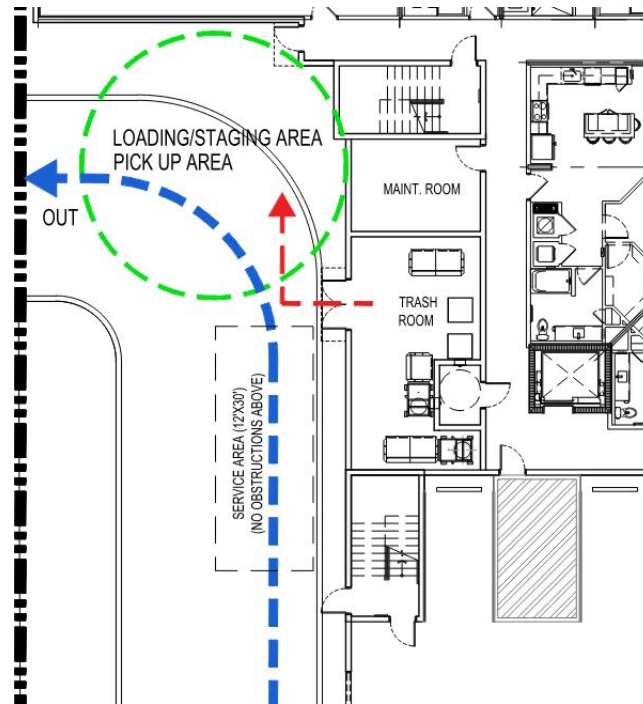 LOADING/STAGING AREA
PICK UP AREA
OUT
MAINT. ROOM
TRASH
ROOM
SERVICE AREA (12'X30')
(NO OBSTRUCTIONS ABOVE)